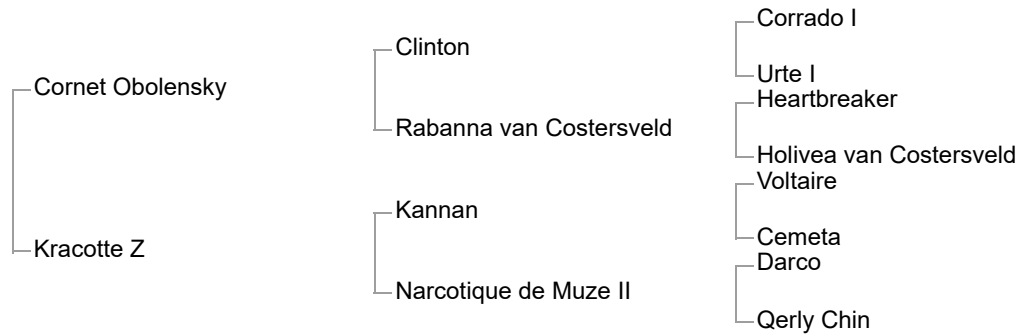 Corrado I
Clinton
Urte I
Cornet Obolensky
Heartbreaker
Rabanna van Costersveld
Holivea van Costersveld
Voltaire
Kannan
Kracotte Z
Cemeta
Darco
Narcotique de Muze II
Qerly Chin